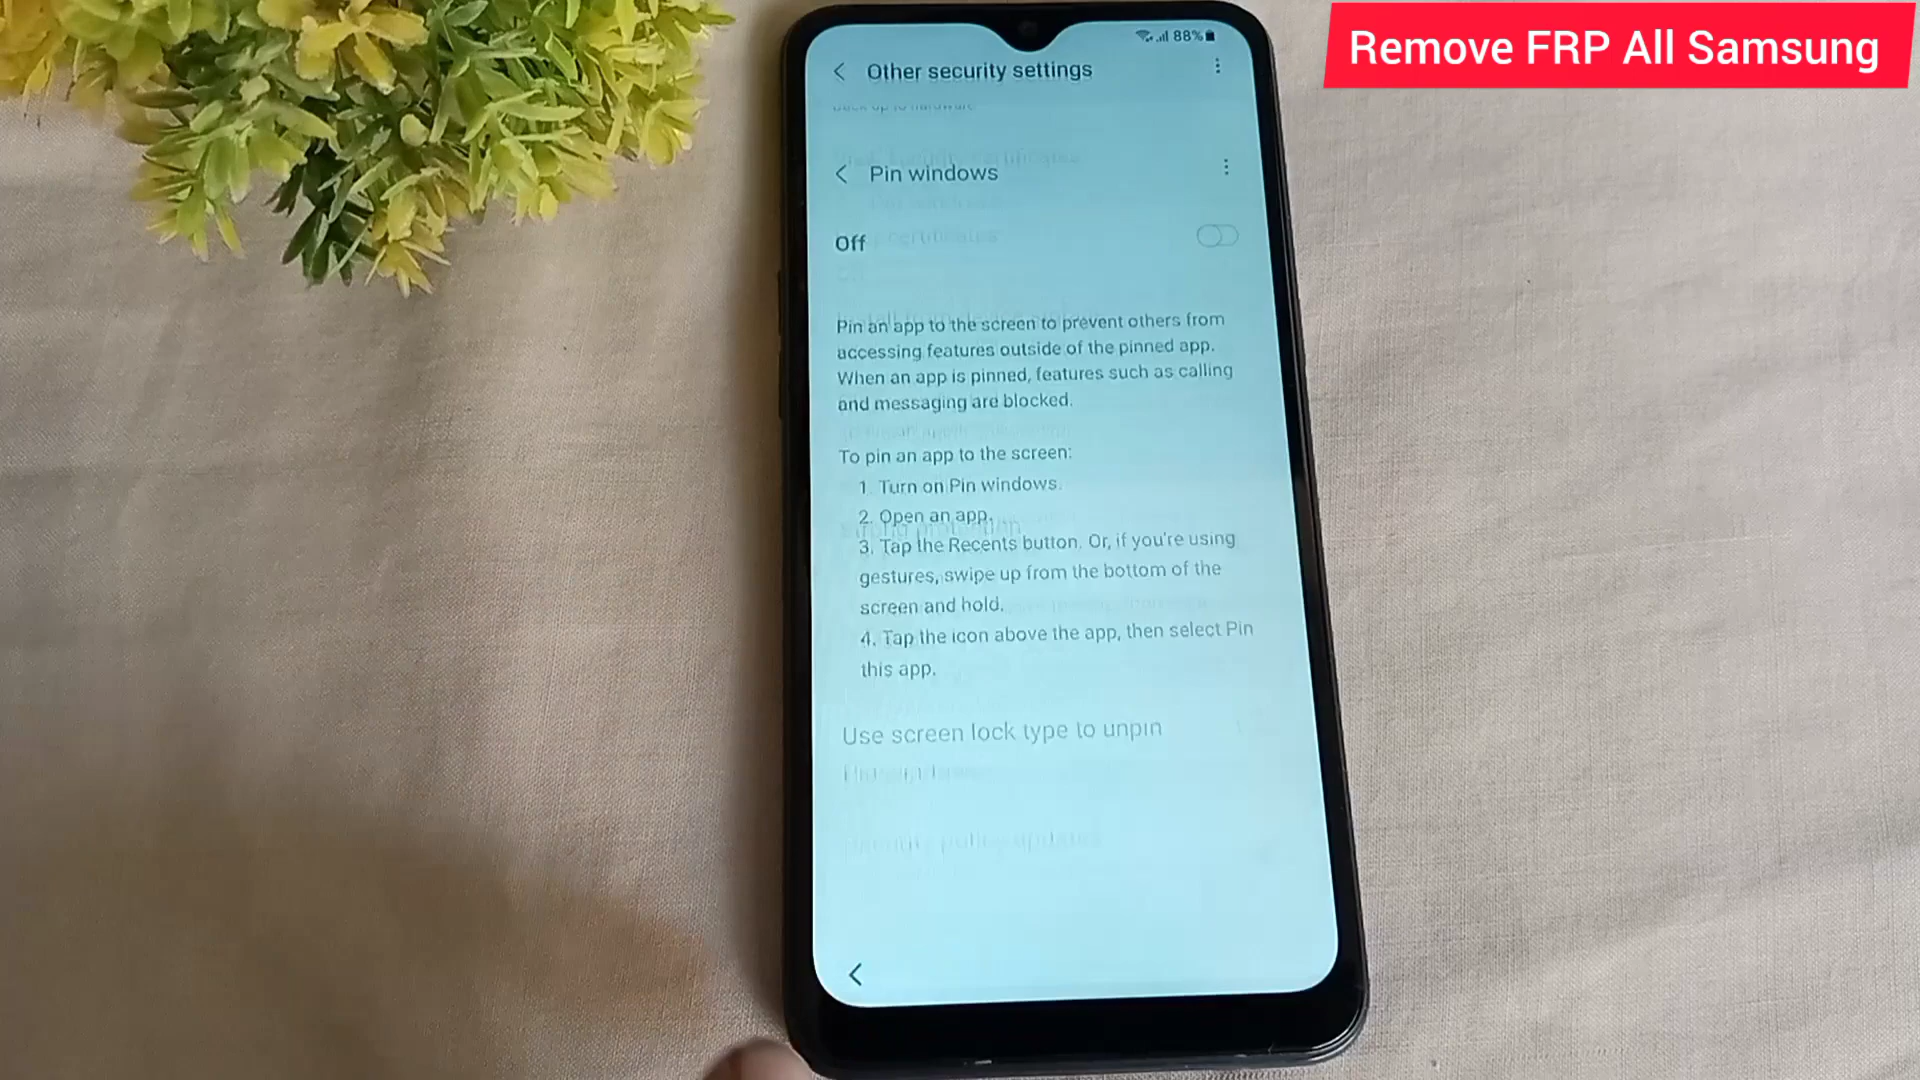 Remove FRP All Samsung
88%
Other security settings
Pin windows
Off
Pin an app to the screen to prevent others from
accessing features outside of the pinned app.
When an app is pinned, features such as calling
and messaging are blocked.
To pin an app to the screen:
1. Turn on Pin windows.
2. Open an app.
3. Tap the Recents button. Or, if you're using
gestures, swipe up from the bottom of the
screen and hold.
4. Tap the icon above the app, then select Pin
this app.
Use screen lock type to unpin